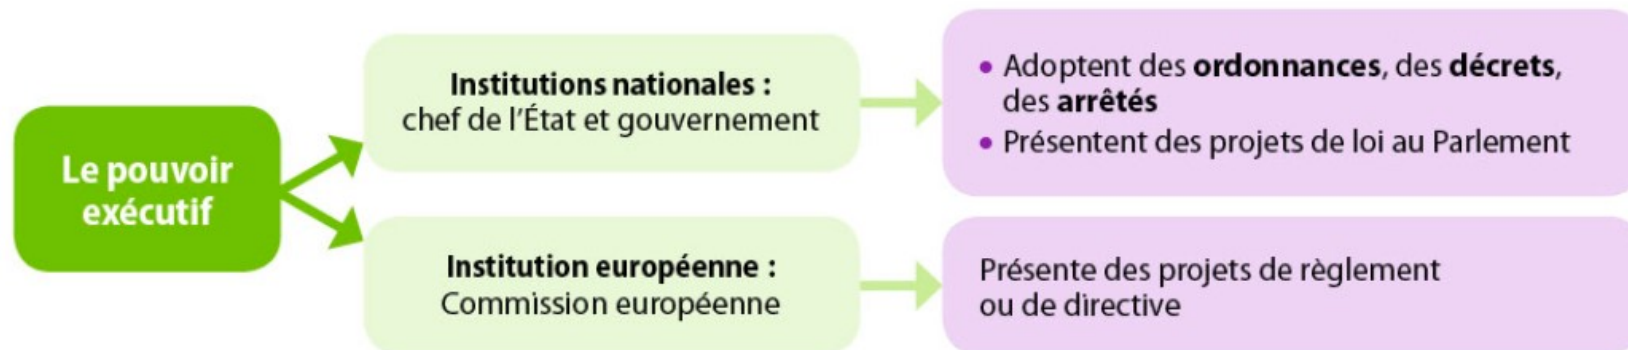 Le pouvoir
exécutif
Institutions nationales :
chef de l'État et gouvernement
• Adoptent des ordonnances, des décrets,
des arrêtés
• Présentent des projets de loi au Parlement
Institution européenne :
Commission européenne
Présente des projets de règlement
ou de directive